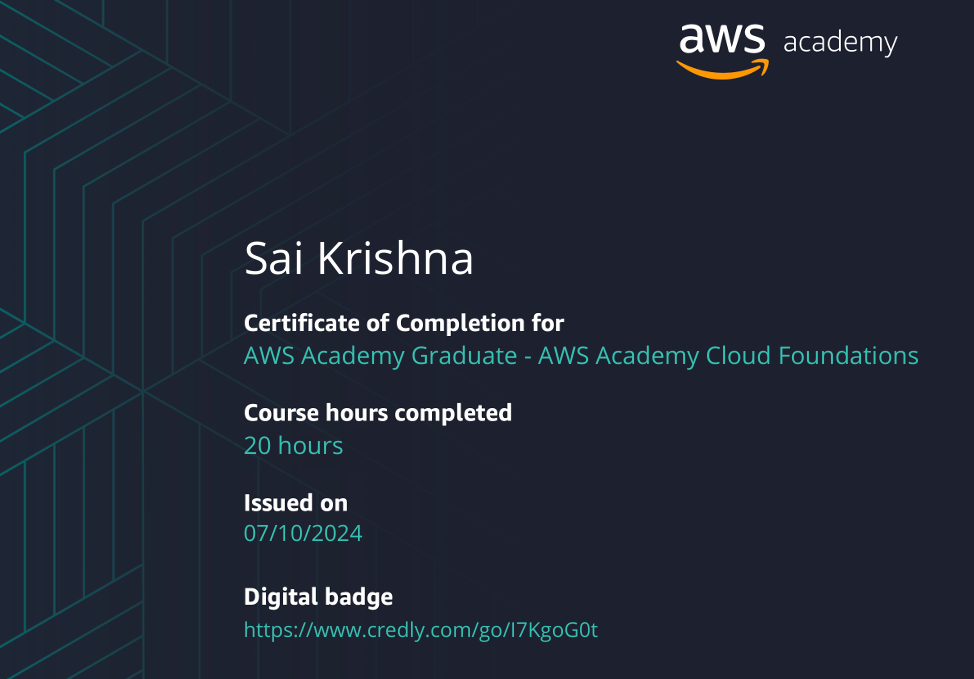 aws academy
Sai Krishna
Certificate of Completion for
AWS Academy Graduate - AWS Academy Cloud Foundations
Course hours completed
20 hours
Issued on
07/10/2024
Digital badge
https://www.credly.com/go/I7KgoG0t